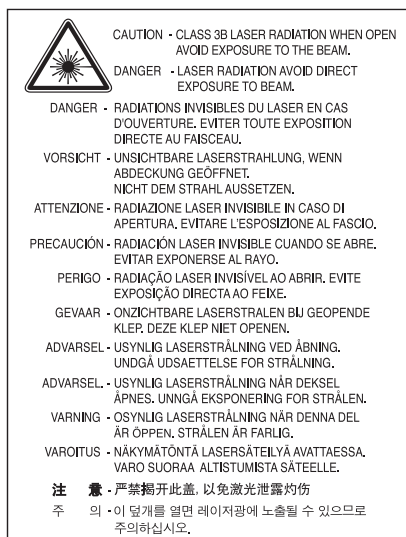 CAUTION - CLASS 3B LASER RADIATION WHEN OPEN
AVOID EXPOSURE TO THE BEAM.
DANGER - LASER RADIATION AVOID DIRECT
EXPOSURE TO BEAM.
DANGER - RADIATIONS INVISIBLES DU LASER EN CAS
D'OUVERTURE. EVITER TOUTE EXPOSITION
DIRECTE AU FAISCEAU.
VORSICHT - UNSICHTBARE LASERSTRAHLUNG, WENN
ABDECKUNG GEÖFFNET.
NICHT DEM STRAHL AUSSETZEN.
ATTENZIONE - RADIAZIONE LASER INVISIBILE IN CASO DI
APERTURA. EVITARE L'ESPOSIZIONE AL FASCIO.
PRECAUCIÓN - RADIACIÓN LASER INVISIBLE CUANDO SE ABRE.
EVITAR EXPONERSE AL RAYO.
PERIGO - RADIAÇÃO LASER INVISÍVEL AO ABRIR. EVITE
EXPOSIÇÃO DIRECTA AO FEIXE.
GEVAAR - ONZICHTBARE LASERSTRALEN BIJ GEOPENDE
KLEP. DEZE KLEP NIET OPENEN.
ADVARSEL - USYNLIG LASERSTRÅLNING VED ÅBNING.
UNDGÅ UDSAETTELSE FOR STRÅLNING.
ADVARSEL. - USYNLIG LASERSTRÅLNING NÅR DEKSEL
ÅPNES. UNNGÅ EKSPONERING FOR STRÅLEN.
VARNING - OSYNLIG LASERSTRÅLNING NÄR DENNA DEL
ÄR ÖPPEN. STRÅLEN ÄR FARLIG.
VAROITUS - NÄKYMÄTÖNTÄ LASERSÄTEILYÄ AVATTAESSA.
VARO SUORAA ALTISTUMISTA SÄTEELLE.
注 意 - 严禁揭开此盖, 以免激光泄露灼伤
주 의 - 이 덮개를 열면 레이저광에 노출될 수 있으므로
주의하십시오.